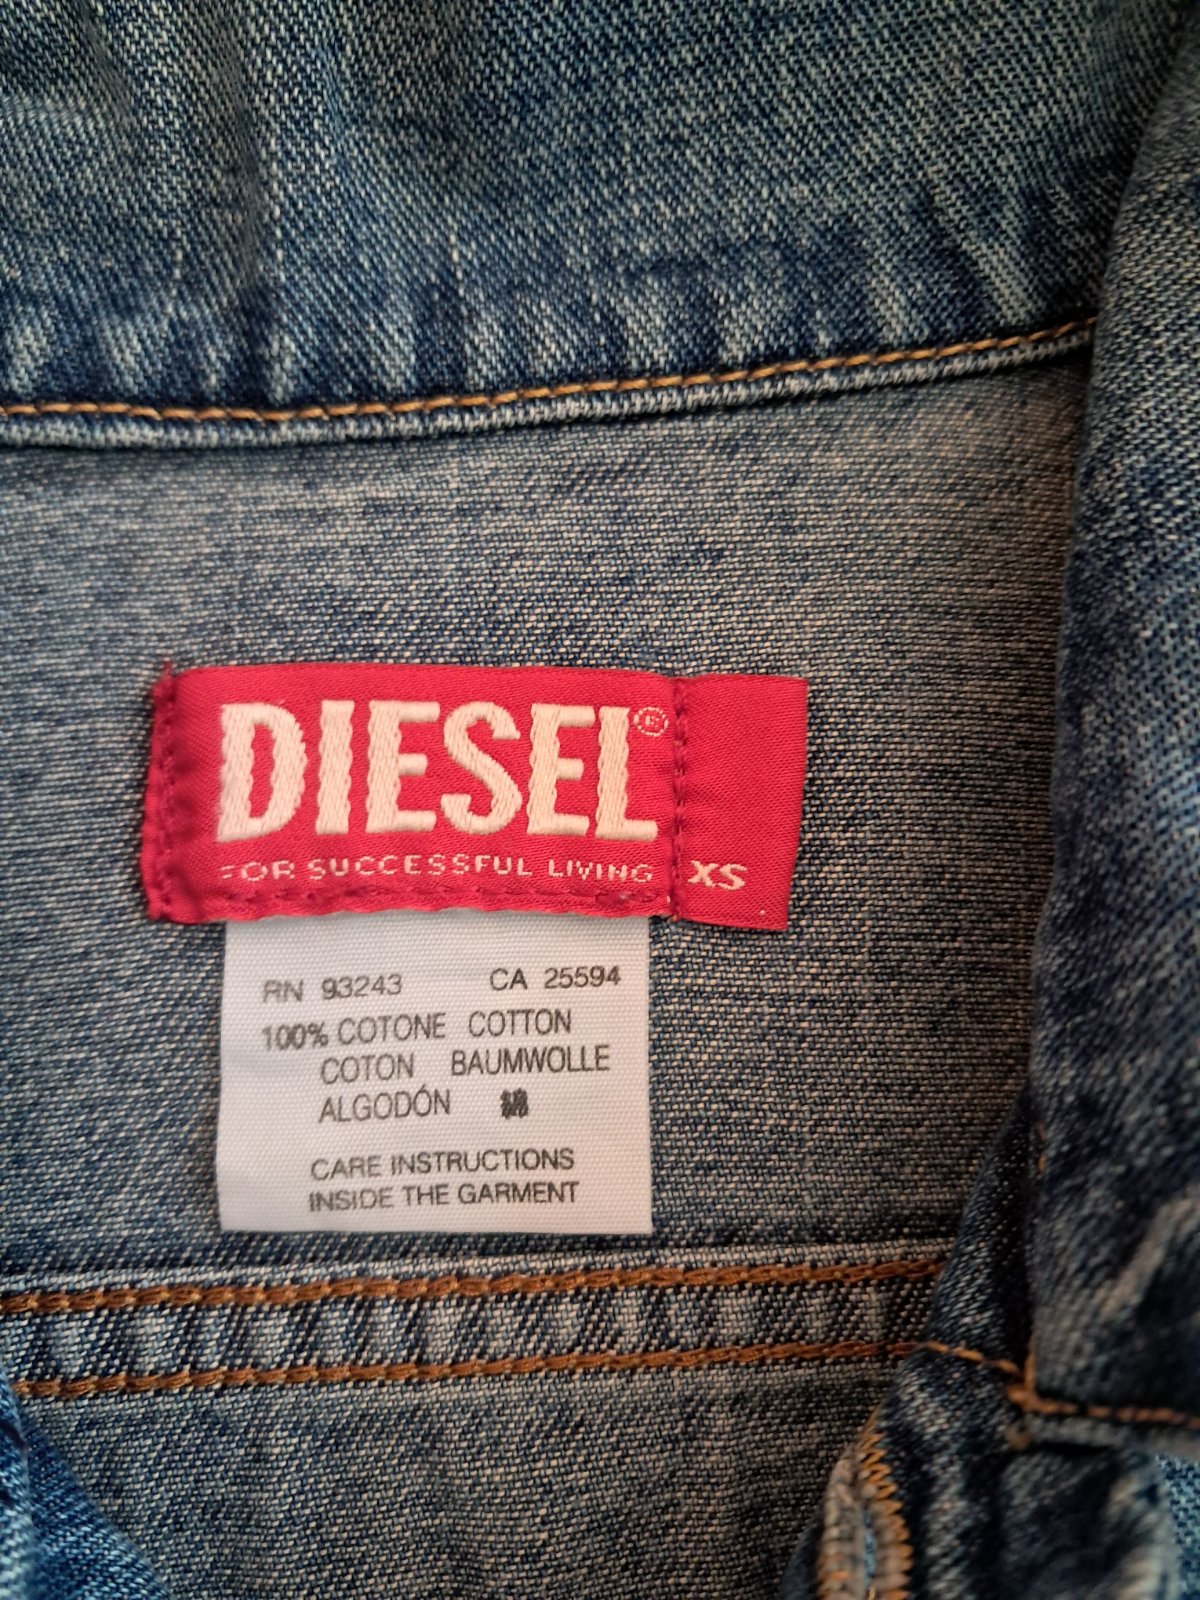 DIESEL®
FOR SUCCESSFUL LIVING XS
RN 93243 CA 25594
100% COTONE COTTON
COTON BAUMWOLLE
ALGODÓN 綿
CARE INSTRUCTIONS
INSIDE THE GARMENT